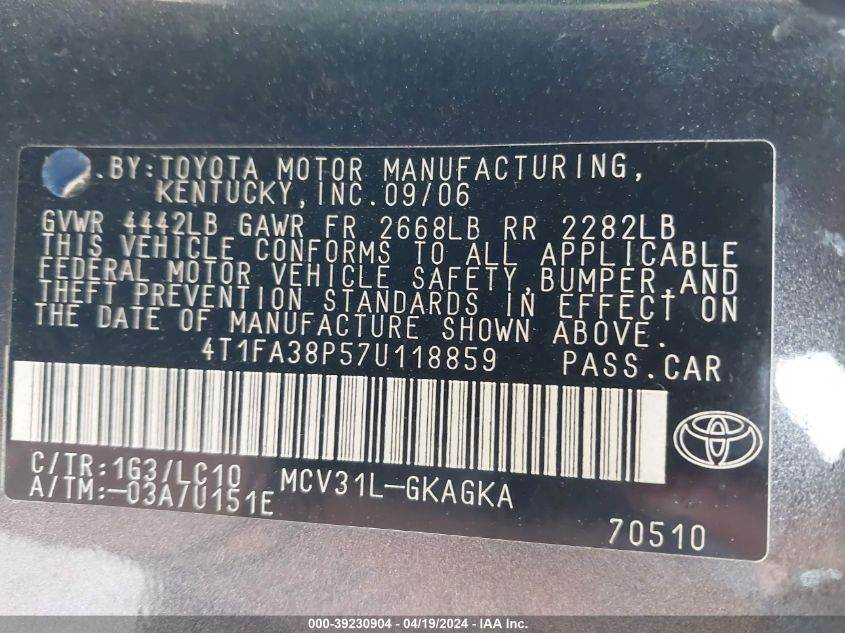 .BY:TOYOTA MOTOR MANUFACTURING,
KENTUCKY,INC.09/06
GVWR 4442LB GAWR FR 2668LB RR 2282LB
THIS VEHICLE CONFORMS TO ALL APPLICABLE
FEDERAL MOTOR VEHICLE SAFETY,BUMPER,AND
THEFT PREVENTION STANDARDS IN EFFECT ON
THE DATE OF MANUFACTURE SHOWN ABOVE.
4T1FA38P57U118859 PASS.CAR
C/TR:1G3/LC10 MCV31L-GKAGKA
A/TM:-03A/U151E
70510
000-39230904 - 04/19/2024 - IAA Inc.